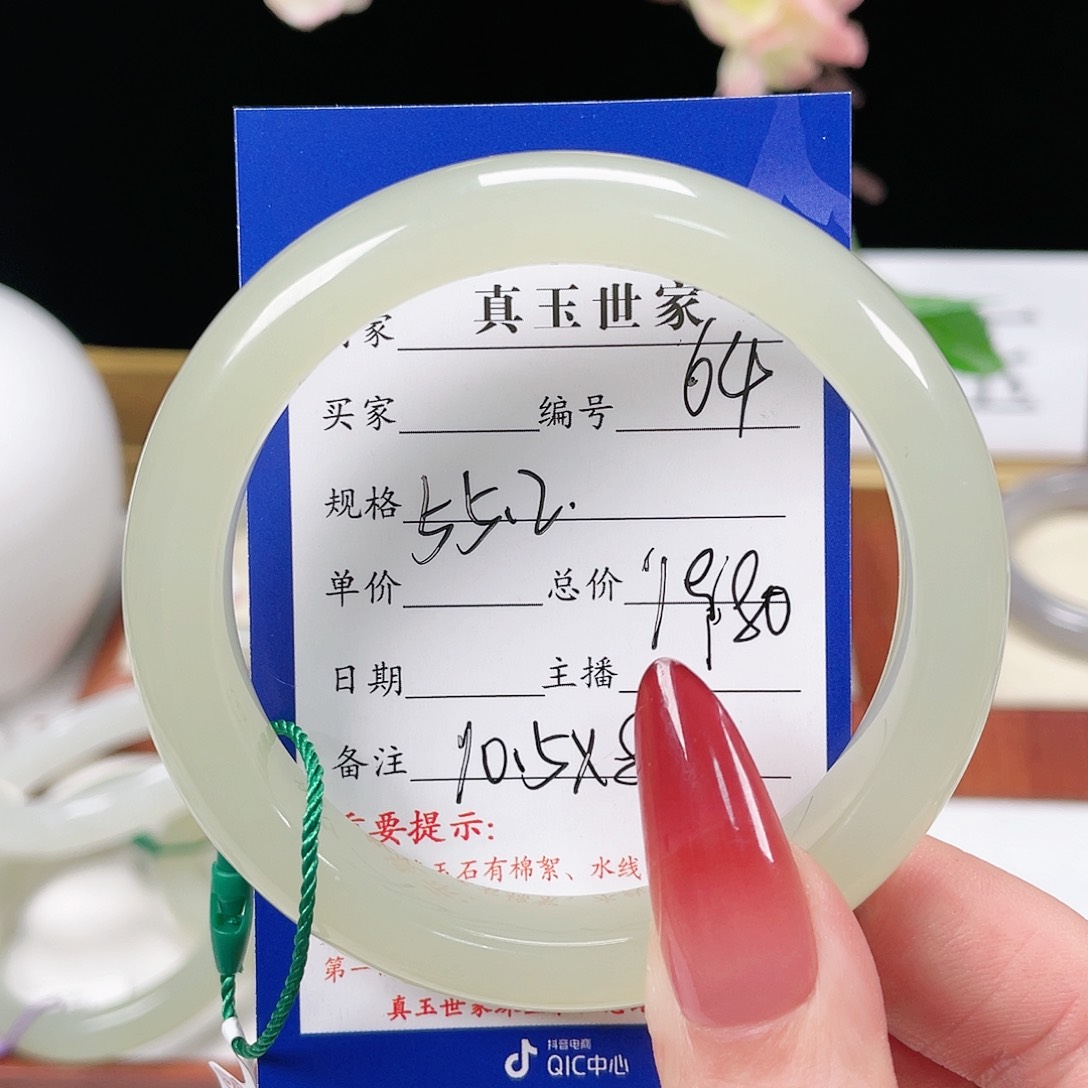 真玉世家
家
买家 编号 64
规格 55.2.
单价 总价
日期 主播
备注 10.5X8
要提示:
玉石有棉絮、水线
第一
真玉世家
抖音电商
QIC中心